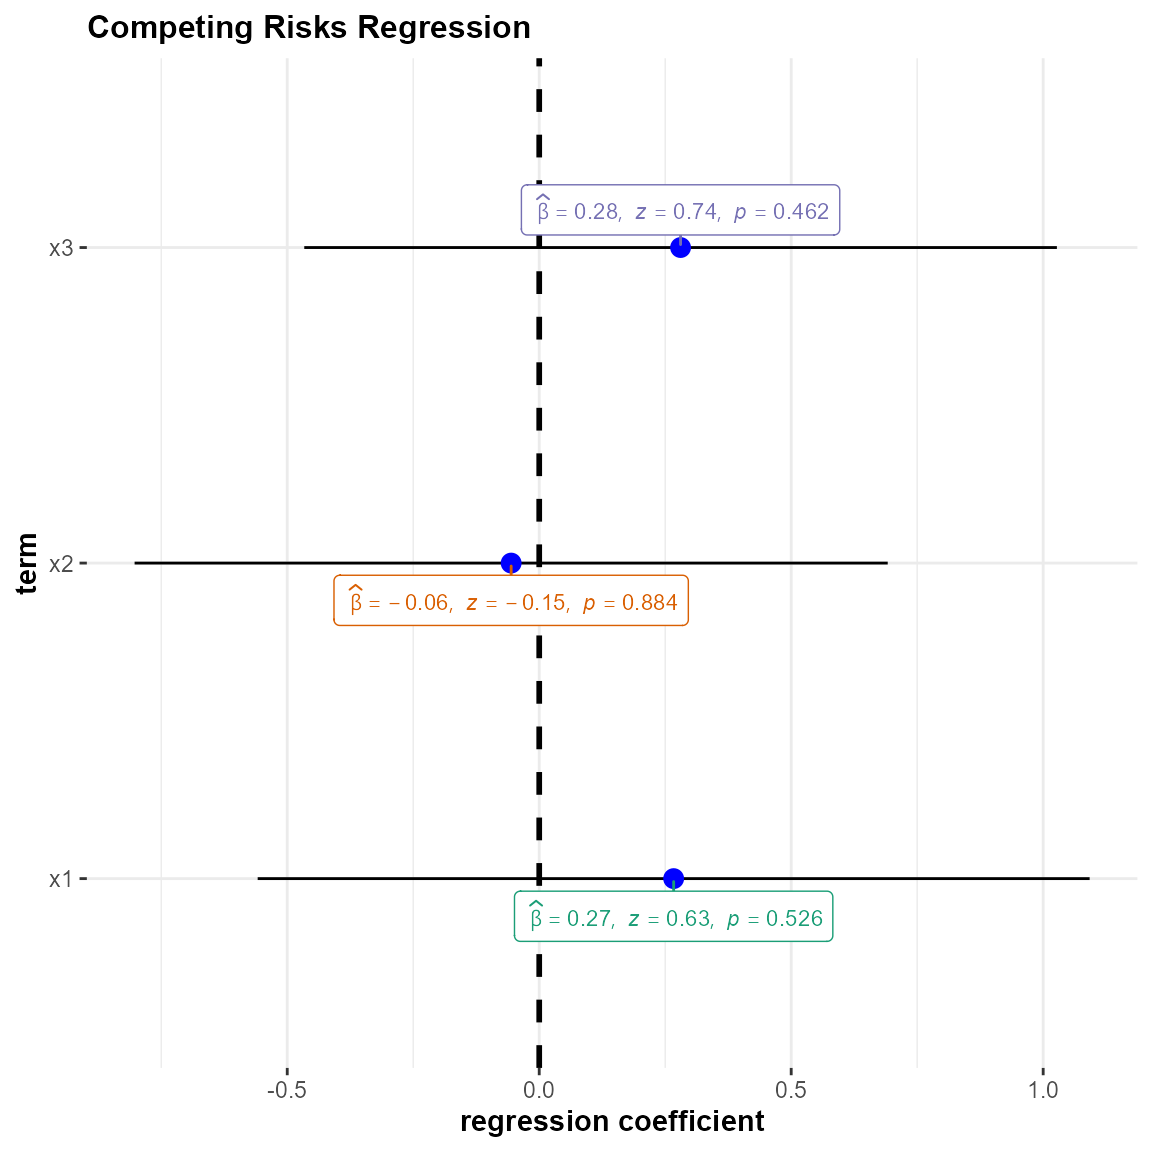 Competing Risks Regression
β̂ = 0.28, z = 0.74, p = 0.462
x3
x2
β̂ = −0.06, z = −0.15, p = 0.884
term
x1
β̂ = 0.27, z = 0.63, p = 0.526
-0.5 0.0 0.5 1.0
regression coefficient